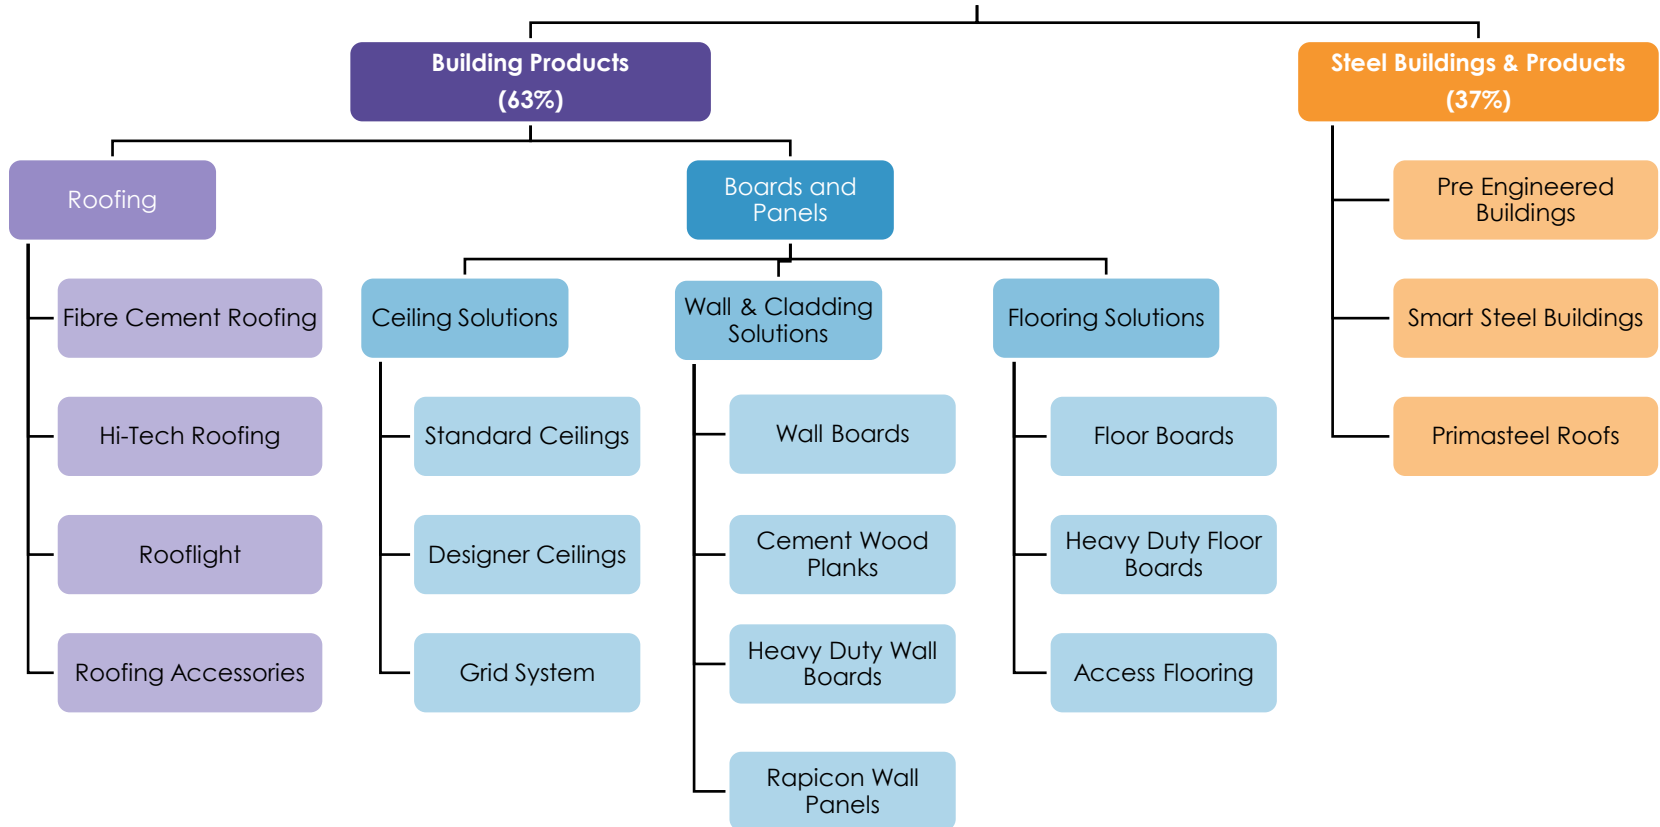 Building Products
(63%)
Steel Buildings & Products
(37%)
Roofing
Boards and
Panels
Pre Engineered
Buildings
Fibre Cement Roofing
Ceiling Solutions
Wall & Cladding
Solutions
Flooring Solutions
Smart Steel Buildings
Hi-Tech Roofing
Standard Ceilings
Wall Boards
Floor Boards
Primasteel Roofs
Rooflight
Designer Ceilings
Cement Wood
Planks
Heavy Duty Floor
Boards
Roofing Accessories
Grid System
Heavy Duty Wall
Boards
Access Flooring
Rapicon Wall
Panels